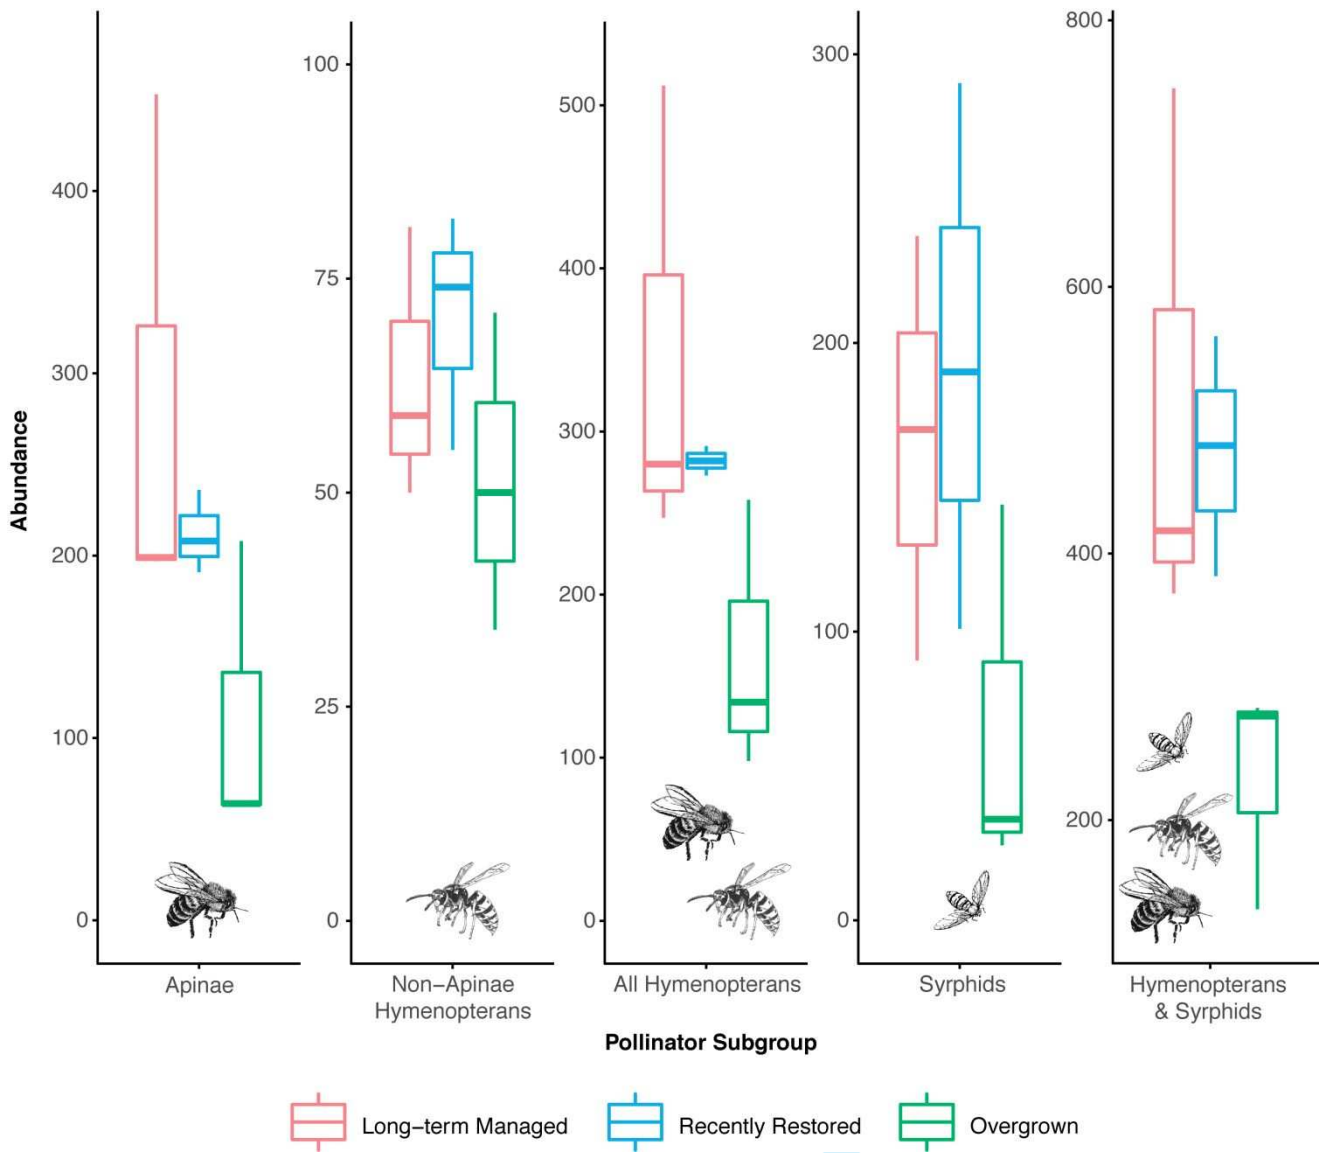 Abundance
400
300
200
100
0
100
75
50
25
0
500
400
300
200
100
0
300
200
100
0
800
600
400
200
Apinae
Non−Apinae
Hymenopterans
All Hymenopterans
Syrphids
Hymenopterans
& Syrphids
Pollinator Subgroup
Long−term Managed
Recently Restored
Overgrown